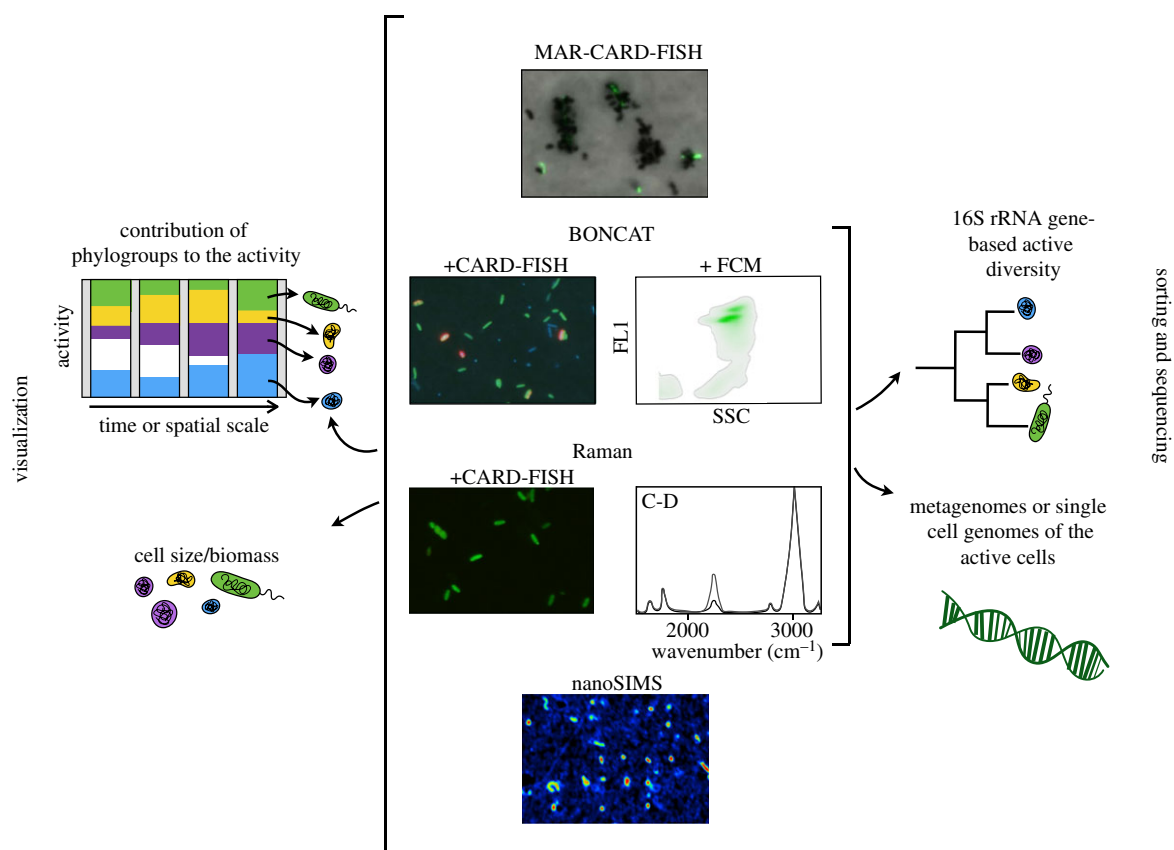 MAR-CARD-FISH
contribution of
phylogroups to the activity
activity
time or spatial scale
visualization
cell size/biomass
BONCAT
+CARD-FISH
+ FCM
FL1
SSC
Raman
+CARD-FISH
C-D
2000
3000
wavenumber (cm⁻¹)
nanoSIMS
16S rRNA gene-
based active
diversity
metagenomes or single
cell genomes of the
active cells
sorting and sequencing